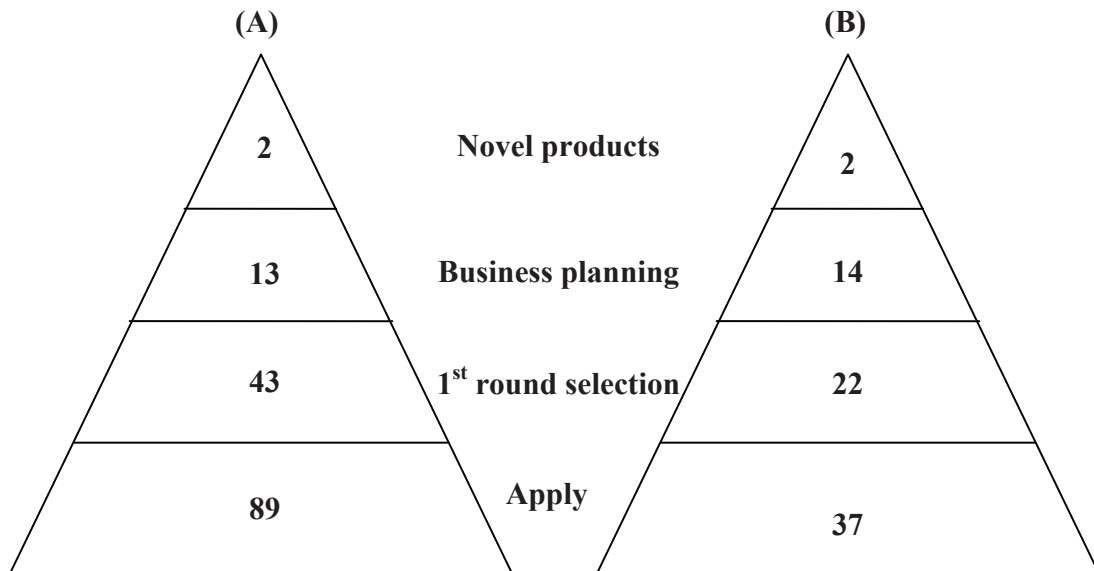 (A) (B)
2 Novel products 2
13 Business planning 14
43 1st round selection 22
89 Apply 37